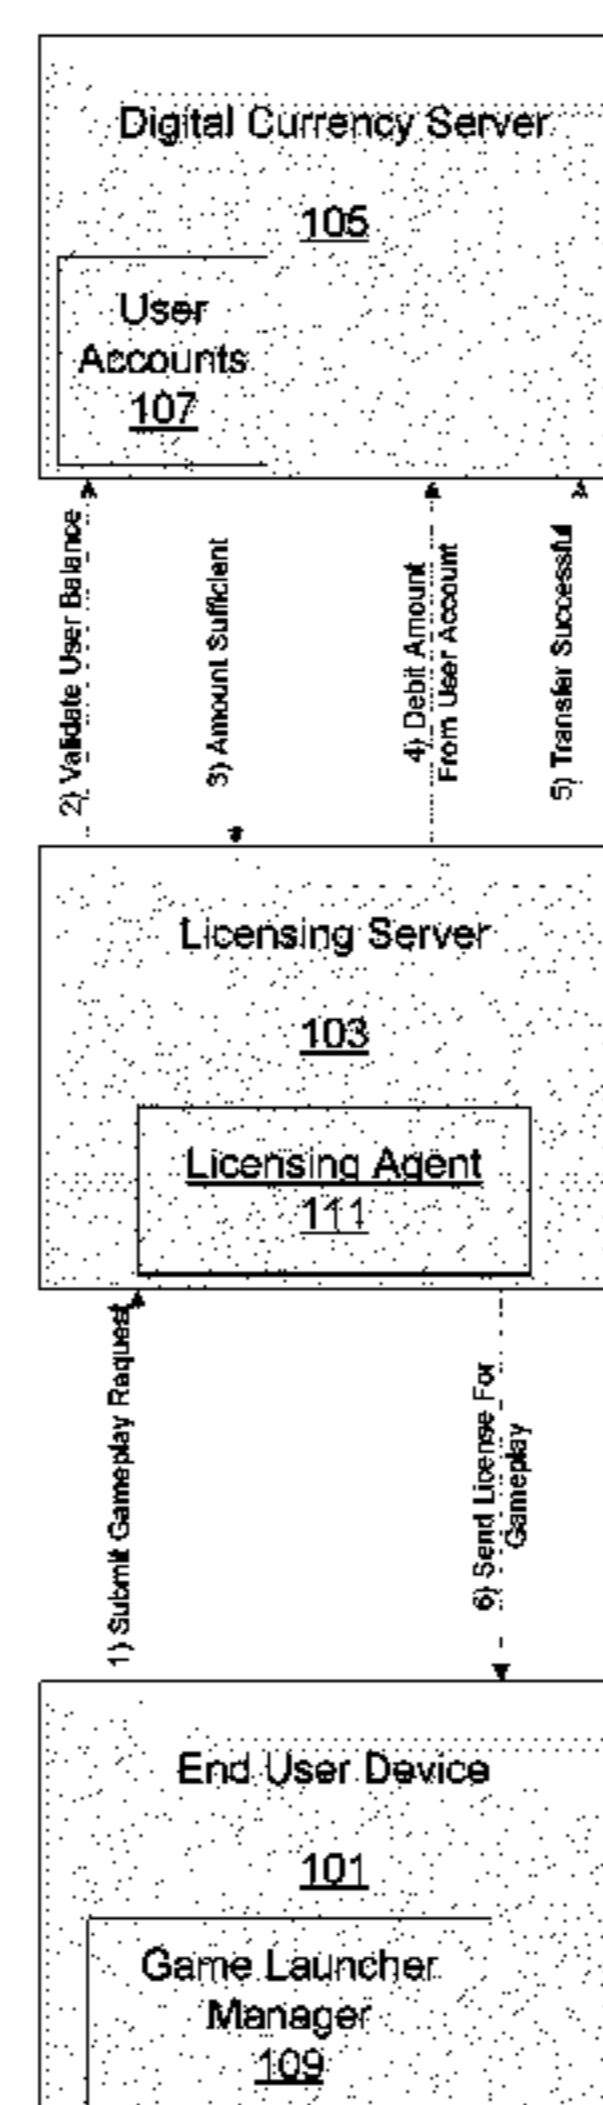 Digital Currency Server
105
User
Accounts
107
2) Validate User Balance
3) Amount Sufficient
4) Debit Amount
From User Account
5) Transfer Successful
Licensing Server
103
Licensing Agent
111
1) Submit Gameplay Request
6) Send License For
Gameplay
End User Device
101
Game Launcher
Manager
109